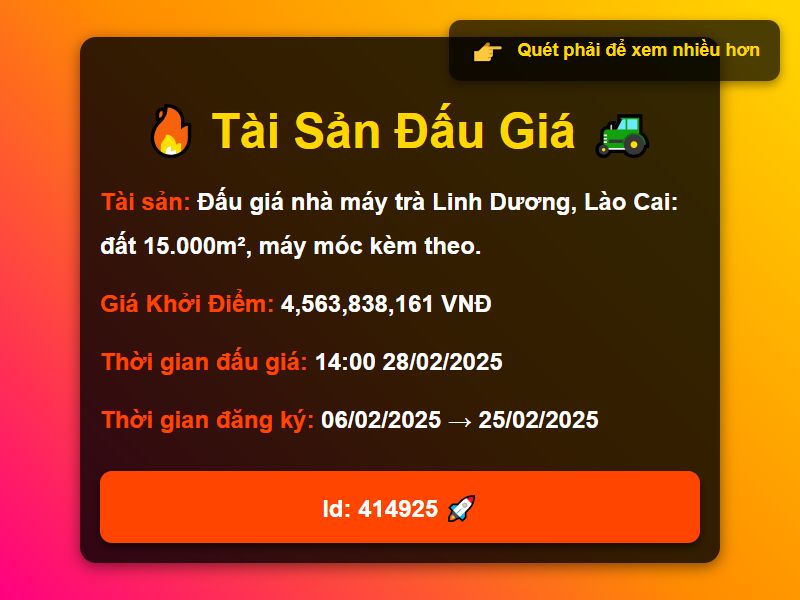 👉 Quét phải để xem nhiều hơn
🔥 Tài Sản Đấu Giá 🚜
Tài sản: Đấu giá nhà máy trà Linh Dương, Lào Cai:
đất 15.000m², máy móc kèm theo.
Giá Khởi Điểm: 4,563,838,161 VNĐ
Thời gian đấu giá: 14:00 28/02/2025
Thời gian đăng ký: 06/02/2025 → 25/02/2025
Id: 414925 🚀